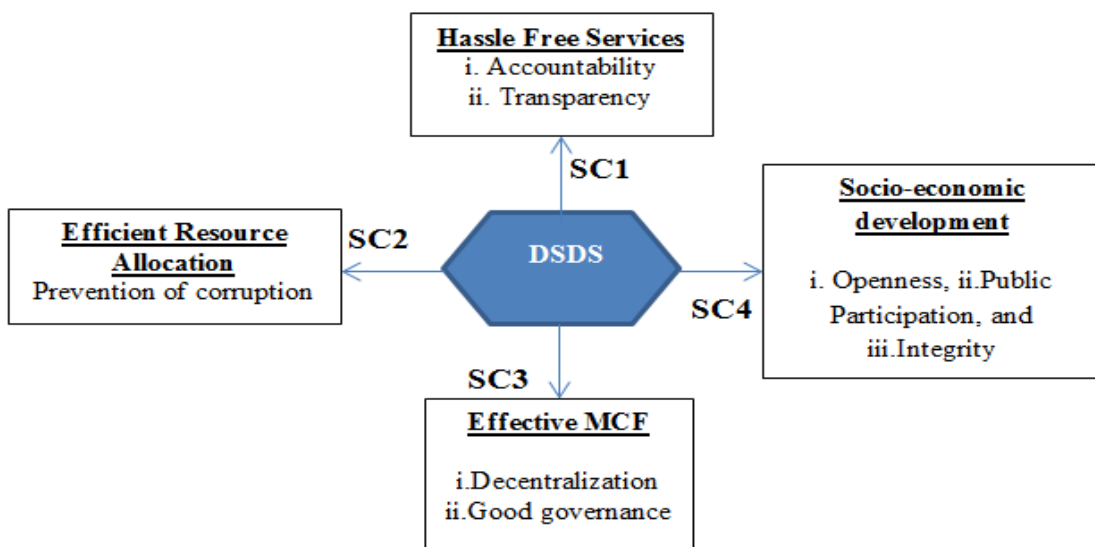 Hassle Free Services
i. Accountability
ii. Transparency
SC1
Socio-economic
development
i. Openness, ii.Public
Participation, and
iii.Integrity
Efficient Resource
Allocation
Prevention of corruption
SC2
DSDS
SC4
SC3
Effective MCF
i.Decentralization
ii.Good governance